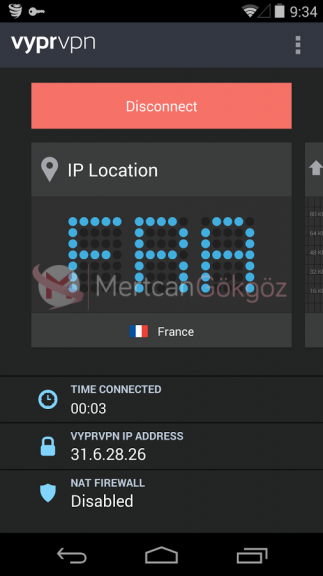 9:34
vyprvpn
Disconnect
IP Location
FRA
MertcanGökgöz
France
TIME CONNECTED
00:03
VYPRVPN IP ADDRESS
31.6.28.26
NAT FIREWALL
Disabled